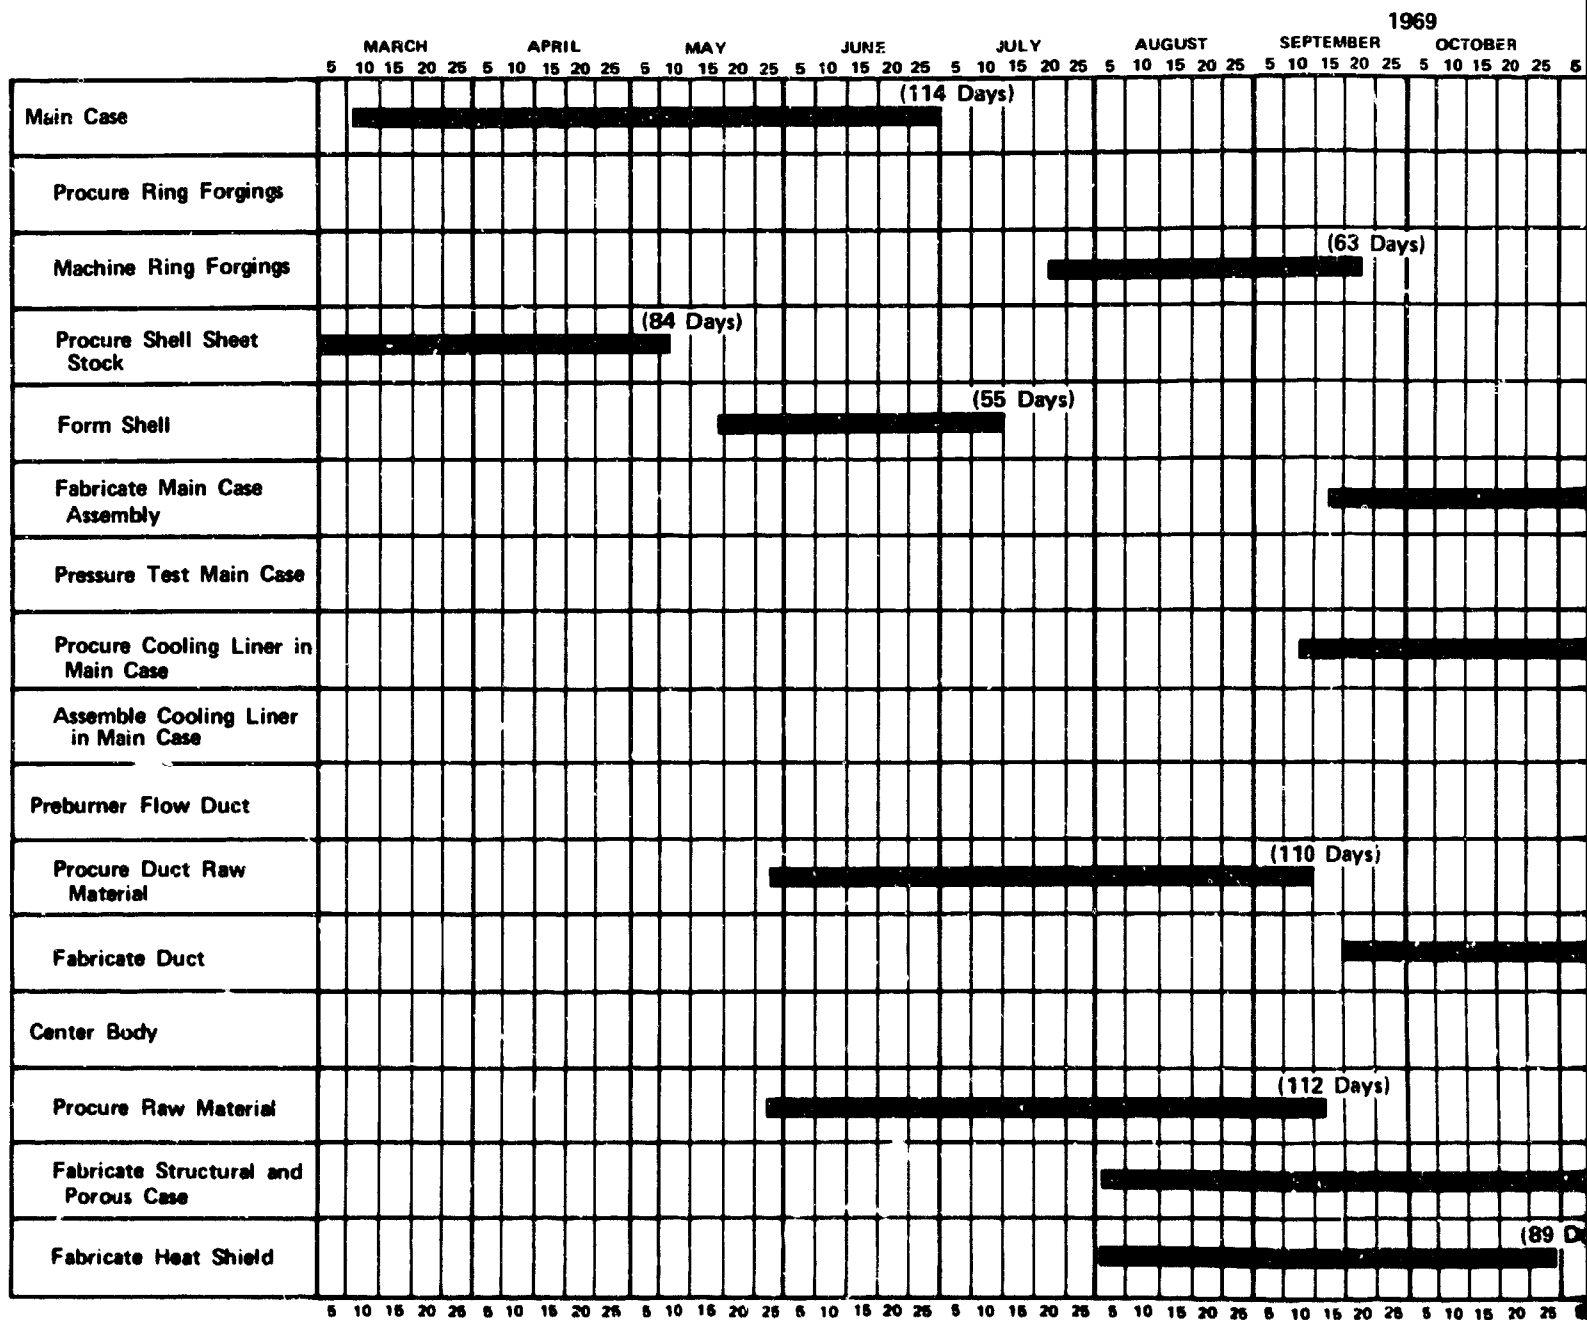 1969
MARCH APRIL MAY JUNE JULY AUGUST SEPTEMBER OCTOBER
5 10 15 20 25 5 10 15 20 25 5 10 15 20 25 5 10 15 20 25 5 10 15 20 25 5 10 15 20 25 5 10 15 20 25 5 10 15 20 25 5
Main Case (114 Days)
Procure Ring Forgings
Machine Ring Forgings (63 Days)
Procure Shell Sheet (84 Days)
Stock
Form Shell (55 Days)
Fabricate Main Case
Assembly
Pressure Test Main Case
Procure Cooling Liner in
Main Case
Assemble Cooling Liner
in Main Case
Preburner Flow Duct
Procure Duct Raw (110 Days)
Material
Fabricate Duct
Center Body
Procure Raw Material (112 Days)
Fabricate Structural and
Porous Case
Fabricate Heat Shield (89 D
5 10 15 20 25 5 10 15 20 25 5 10 15 20 25 5 10 15 20 25 5 10 15 20 25 5 10 15 20 25 5 10 15 20 25 5 10 15 20 25